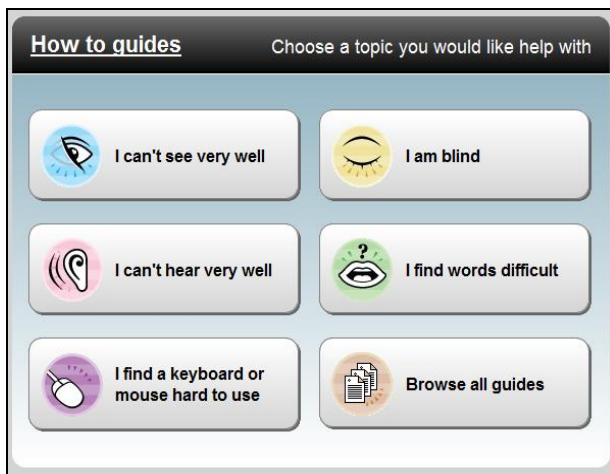 How to guides
Choose a topic you would like help with
I can't see very well
I am blind
I can't hear very well
?
I find words difficult
I find a keyboard or
mouse hard to use
Browse all guides